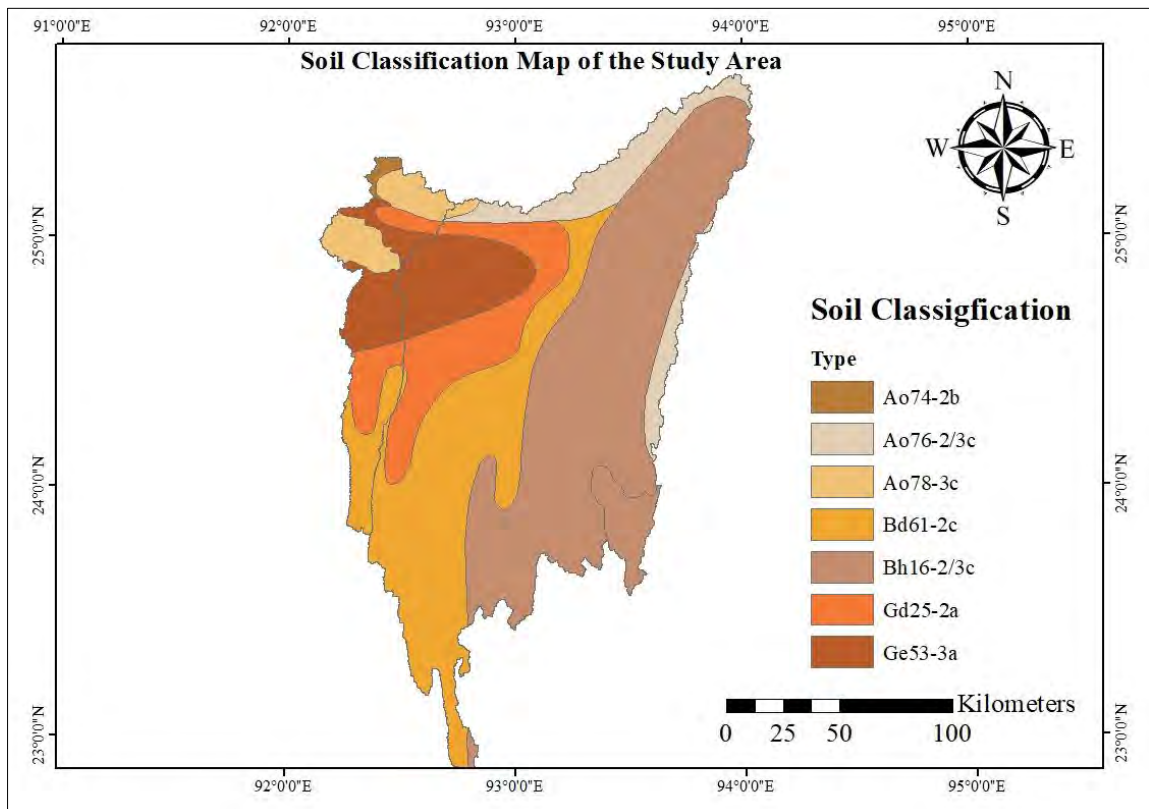 91°0'0"E 92°0'0"E 93°0'0"E 94°0'0"E 95°0'0"E
Soil Classification Map of the Study Area
N
W E
S
25°0'0"N 25°0'0"N
Soil Classigfication
Type
Ao74-2b
Ao76-2/3c
Ao78-3c
Bd61-2c
Bh16-2/3c
Gd25-2a
Ge53-3a
24°0'0"N 24°0'0"N
Kilometers
0 25 50 100
23°0'0"N 23°0'0"N
92°0'0"E 93°0'0"E 94°0'0"E 95°0'0"E